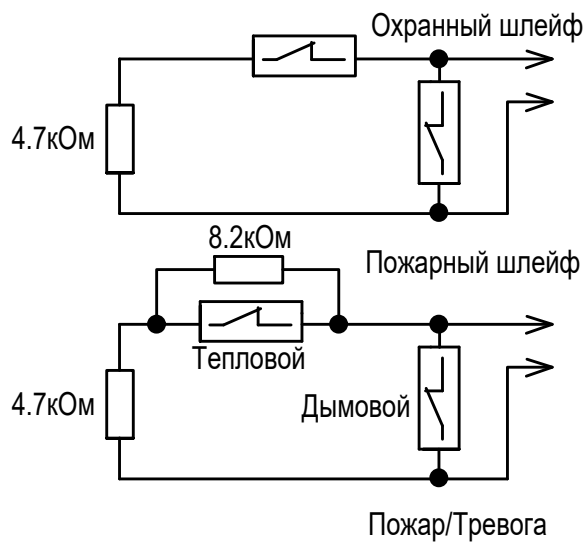 Охранный шлейф
4.7кОм
8.2кОм
Пожарный шлейф
Тепловой
4.7кОм
Дымовой
Пожар/Тревога